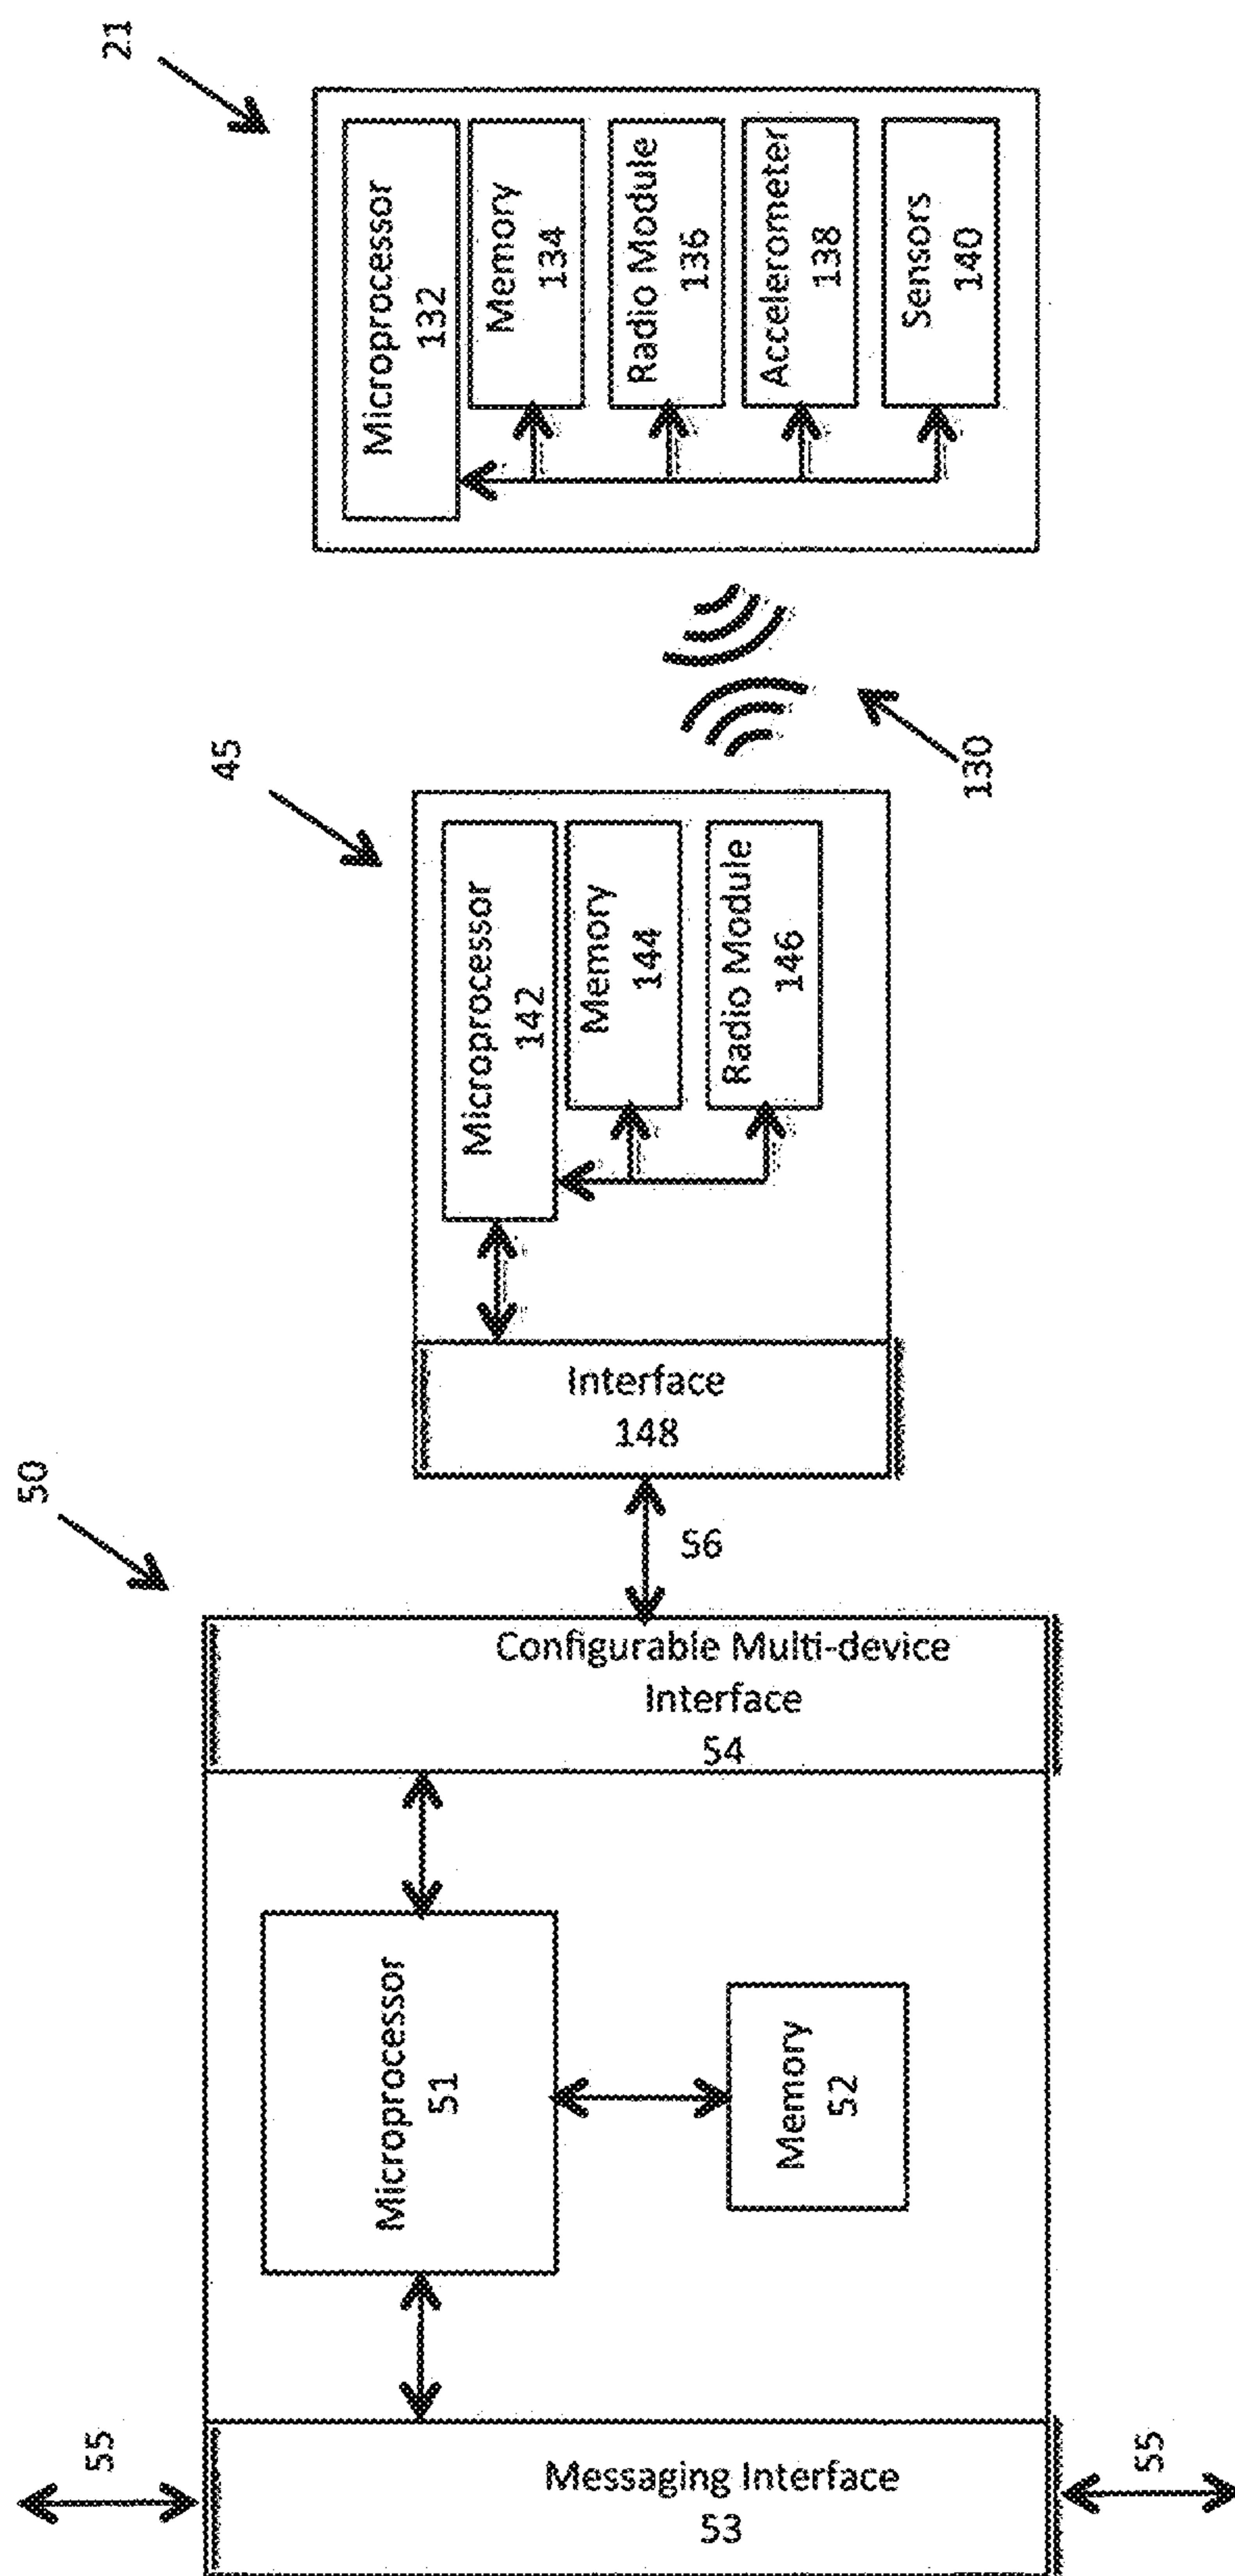 21
Microprocessor
132
Memory
134
Radio Module
136
Accelerometer
138
Sensors
140
130
45
Microprocessor
142
Memory
144
Radio Module
146
Interface
148
56
50
Configurable Multi-device
Interface
54
Microprocessor
51
Memory
52
Messaging Interface
53
55
55